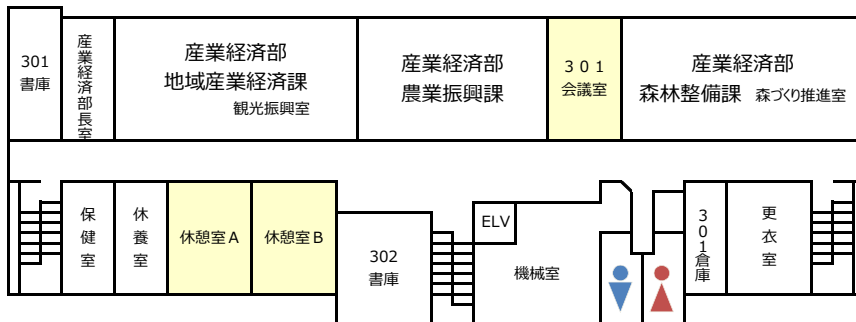 301
書庫
産業経済部長室
産業経済部
地域産業経済課
観光振興室
産業経済部
農業振興課
301
会議室
産業経済部
森林整備課 森づくり推進室
保健室
休養室
休憩室A
休憩室B
302
書庫
ELV
機械室
301倉庫
更衣室